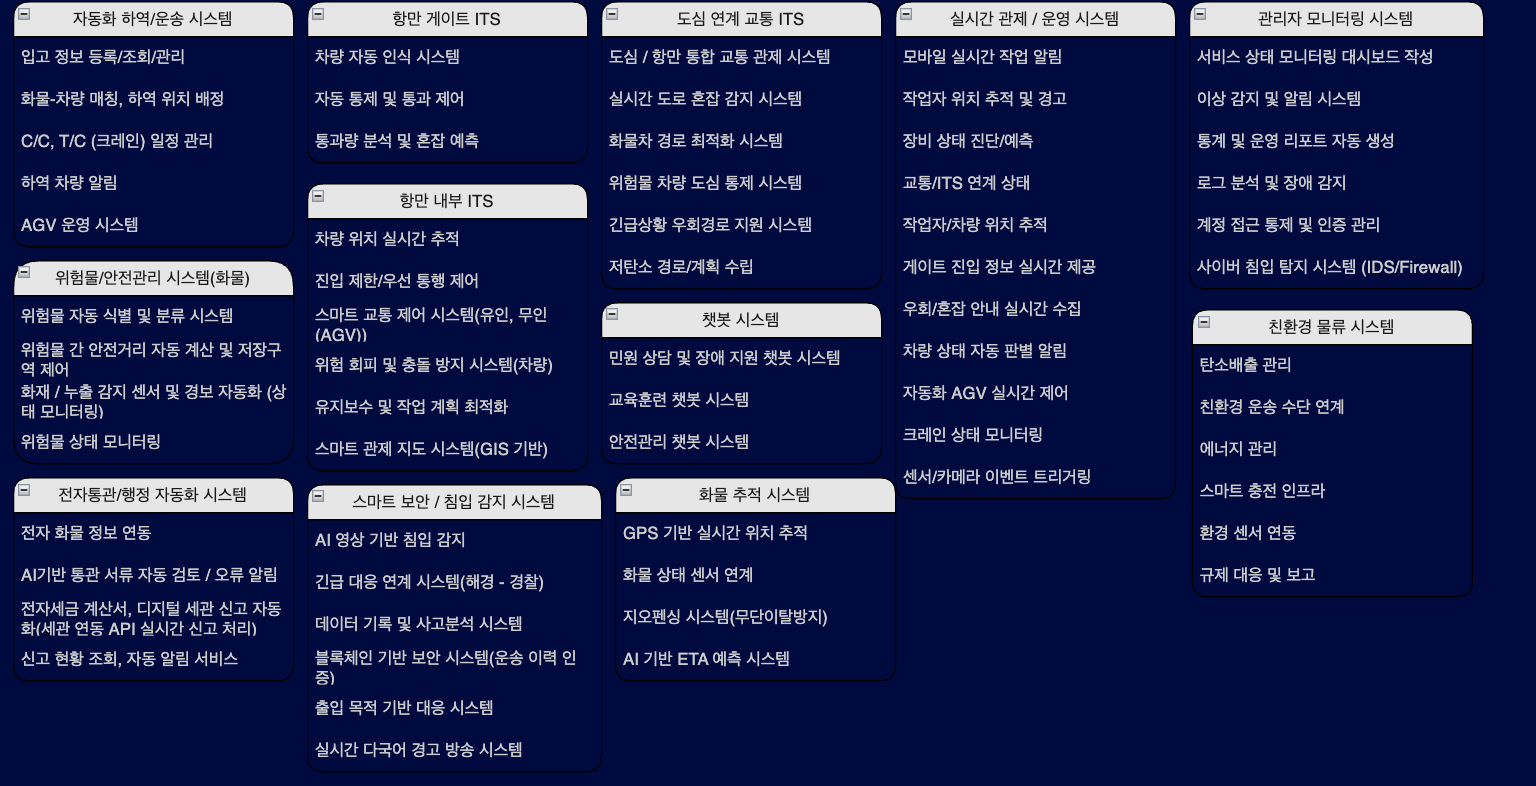 자동화 하역/운송 시스템
입고 정보 등록/조회/관리
화물-차량 매칭, 하역 위치 배정
C/C, T/C (크레인) 일정 관리
하역 차량 알림
AGV 운영 시스템
위험물/안전관리 시스템(화물)
위험물 자동 식별 및 분류 시스템
위험물 간 안전거리 자동 계산 및 저장구
역 제어
화재 / 누출 감지 센서 및 경보 자동화 (상
태 모니터링)
위험물 상태 모니터링
전자통관/행정 자동화 시스템
전자 화물 정보 연동
AI기반 통관 서류 자동 검토 / 오류 알림
전자세금 계산서, 디지털 세관 신고 자동
화(세관 연동 API 실시간 신고 처리)
신고 현황 조회, 자동 알림 서비스
항만 게이트 ITS
차량 자동 인식 시스템
자동 통제 및 통과 제어
통과량 분석 및 혼잡 예측
항만 내부 ITS
차량 위치 실시간 추적
진입 제한/우선 통행 제어
스마트 교통 제어 시스템(유인, 무인
(AGV))
위험 회피 및 충돌 방지 시스템(차량)
유지보수 및 작업 계획 최적화
스마트 관제 지도 시스템(GIS 기반)
스마트 보안 / 침입 감지 시스템
AI 영상 기반 침입 감지
긴급 대응 연계 시스템(해경 - 경찰)
데이터 기록 및 사고분석 시스템
블록체인 기반 보안 시스템(운송 이력 인
증)
출입 목적 기반 대응 시스템
실시간 다국어 경고 방송 시스템
도심 연계 교통 ITS
도심 / 항만 통합 교통 관제 시스템
실시간 도로 혼잡 감지 시스템
화물차 경로 최적화 시스템
위험물 차량 도심 통제 시스템
긴급상황 우회경로 지원 시스템
저탄소 경로/계획 수립
챗봇 시스템
민원 상담 및 장애 지원 챗봇 시스템
교육훈련 챗봇 시스템
안전관리 챗봇 시스템
화물 추적 시스템
GPS 기반 실시간 위치 추적
화물 상태 센서 연계
지오펜싱 시스템(무단이탈방지)
AI 기반 ETA 예측 시스템
실시간 관제 / 운영 시스템
모바일 실시간 작업 알림
작업자 위치 추적 및 경고
장비 상태 진단/예측
교통/ITS 연계 상태
작업자/차량 위치 추적
게이트 진입 정보 실시간 제공
우회/혼잡 안내 실시간 수집
차량 상태 자동 판별 알림
자동화 AGV 실시간 제어
크레인 상태 모니터링
센서/카메라 이벤트 트리거링
관리자 모니터링 시스템
서비스 상태 모니터링 대시보드 작성
이상 감지 및 알림 시스템
통계 및 운영 리포트 자동 생성
로그 분석 및 장애 감지
계정 접근 통제 및 인증 관리
사이버 침입 탐지 시스템 (IDS/Firewall)
친환경 물류 시스템
탄소배출 관리
친환경 운송 수단 연계
에너지 관리
스마트 충전 인프라
환경 센서 연동
규제 대응 및 보고